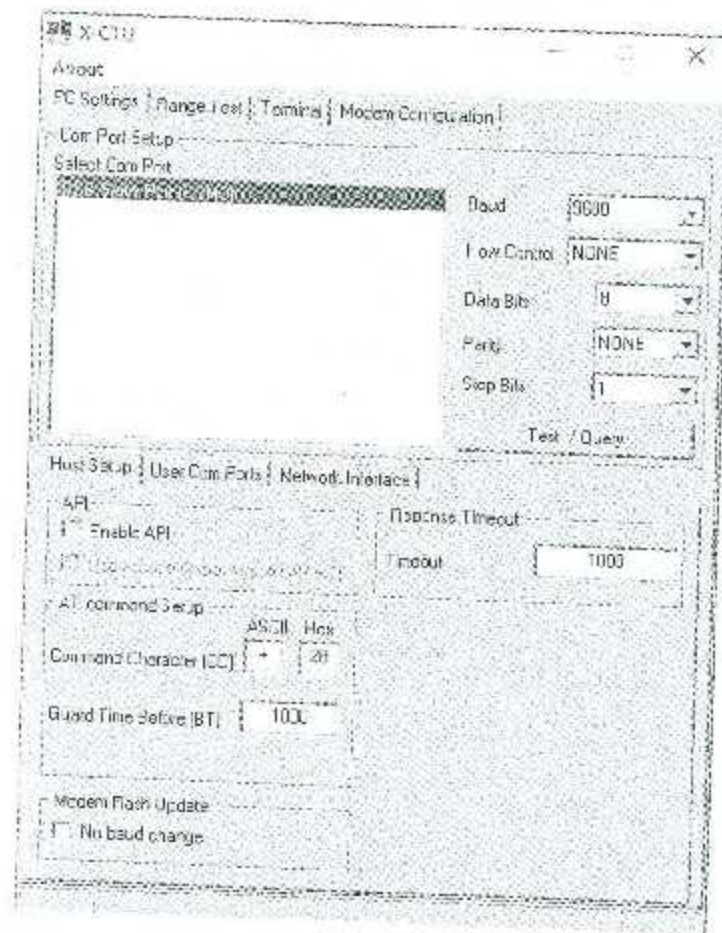 X-CTU
About
PC Settings Range Test Terminal Modem Configuration
Com Port Setup
Select Com Port
Baud 9600
Flow Control NONE
Data Bits 8
Parity NONE
Stop Bits 1
Test / Query
Host Setup User Com Ports Network Interface
API
Enable API
Reponse Timeout
Timeout 1000
AT command Setup
ASCII Hex
Command Character (CC) + 2B
Guard Time Before (BT) 1000
Modem Flash Update
No baud change